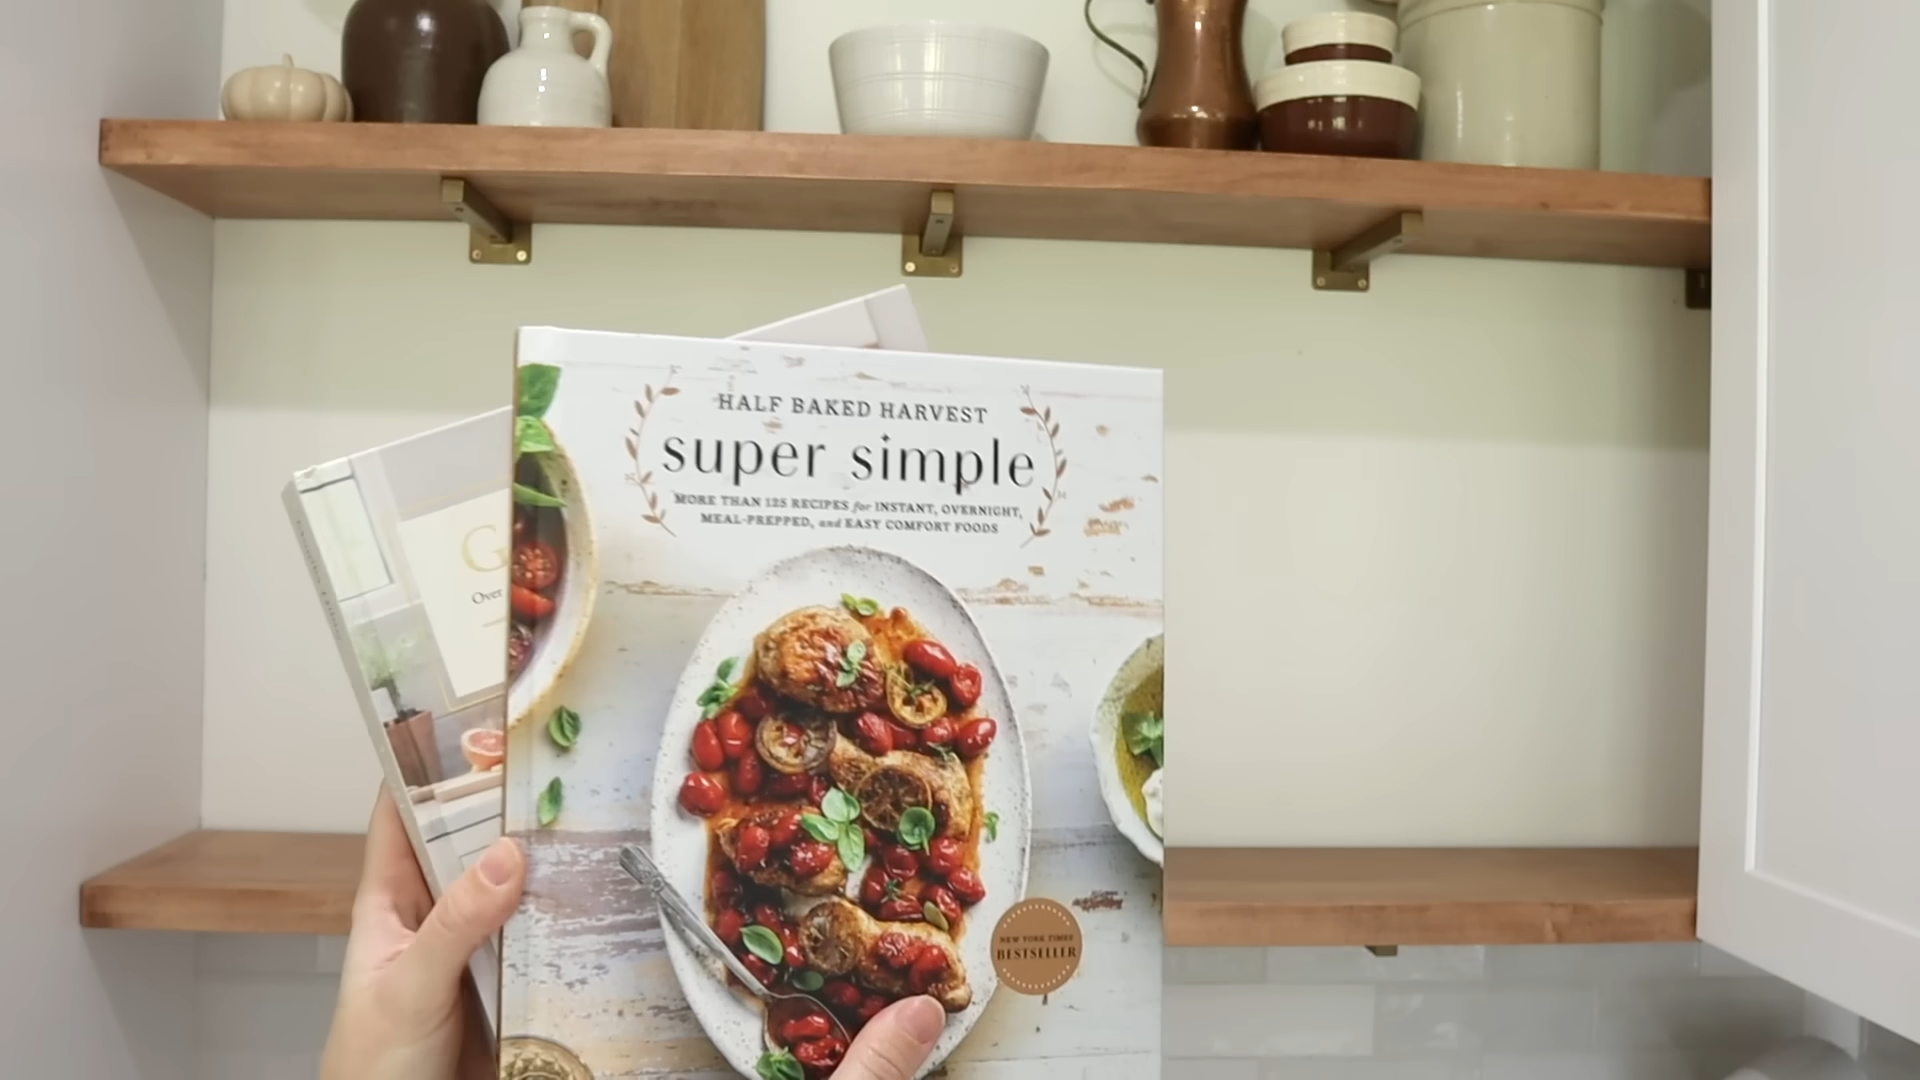 HALF BAKED HARVEST
super simple
MORE THAN 125 RECIPES for INSTANT, OVERNIGHT,
MEAL-PREPPED, and EASY COMFORT FOODS
G
Over
NEW YORK TIMES
BESTSELLER